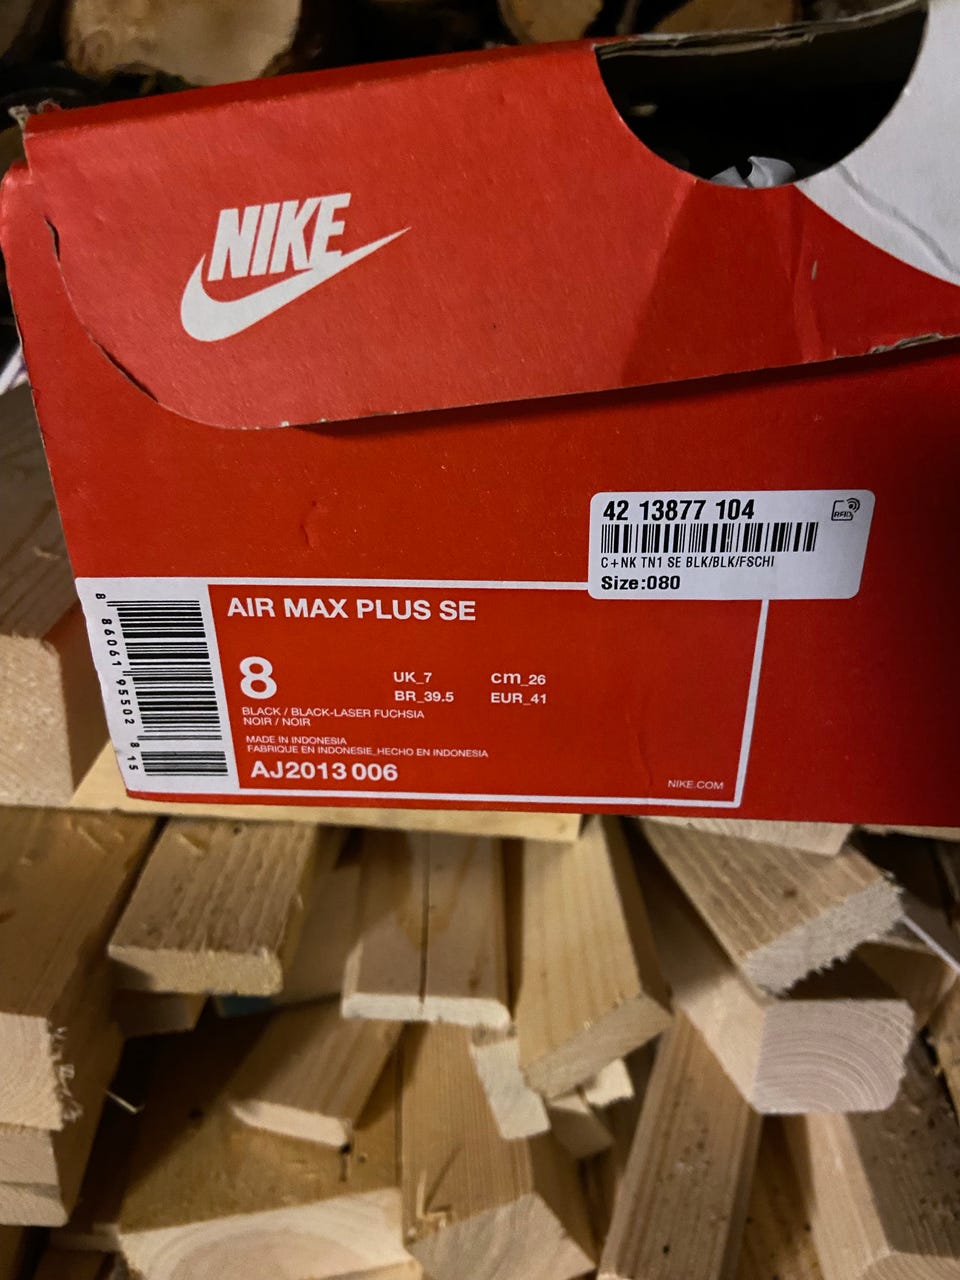 NIKE
42 13877 104
RFID
C+NK TN1 SE BLK/BLK/FSCHI
Size:080
AIR MAX PLUS SE
8
UK_7 cm_26
BR_39.5 EUR_41
BLACK / BLACK-LASER FUCHSIA
NOIR / NOIR
MADE IN INDONESIA
FABRIQUE EN INDONESIE_HECHO EN INDONESIA
AJ2013 006
NIKE.COM
8 86061 95502 8 15